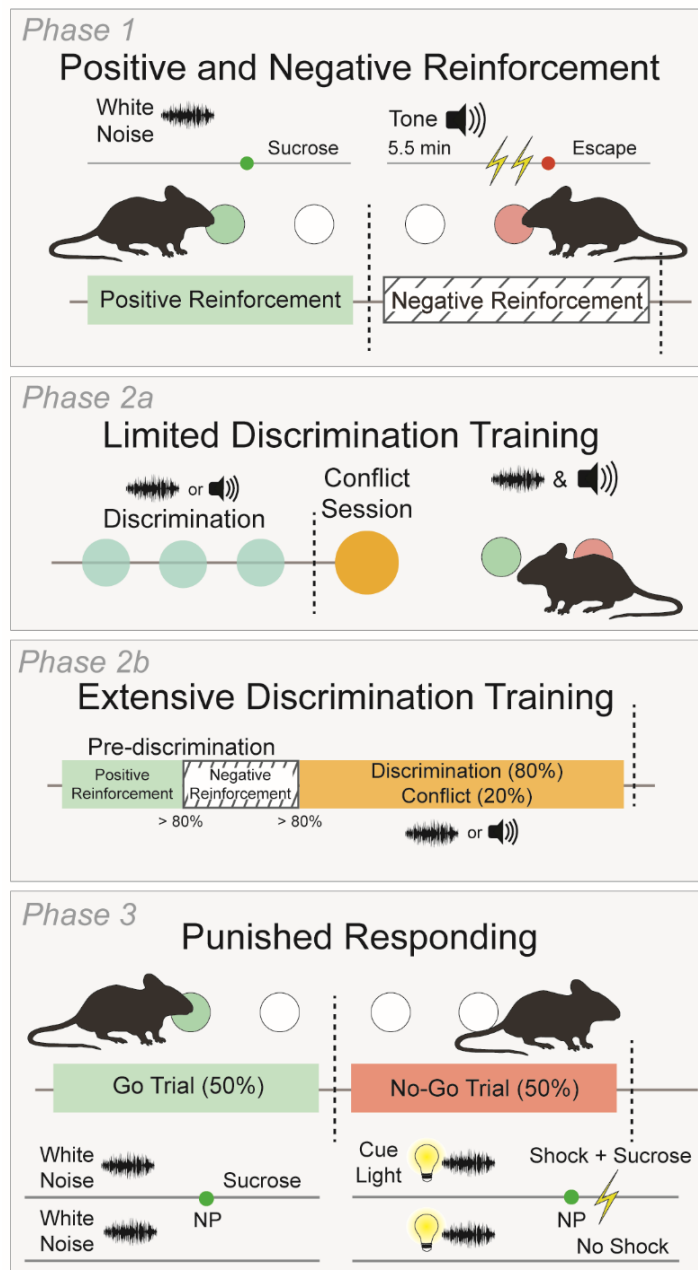 Phase 1
Positive and Negative Reinforcement
White
Noise
Sucrose
Tone
5.5 min
Escape
Positive Reinforcement
Negative Reinforcement
Phase 2a
Limited Discrimination Training
or
Discrimination
Conflict
Session
&
Phase 2b
Extensive Discrimination Training
Pre-discrimination
Positive
Reinforcement
Negative
Reinforcement
Discrimination (80%)
Conflict (20%)
> 80%
> 80%
or
Phase 3
Punished Responding
Go Trial (50%)
No-Go Trial (50%)
White
Noise
Sucrose
NP
White
Noise
Cue
Light
Shock + Sucrose
NP
No Shock